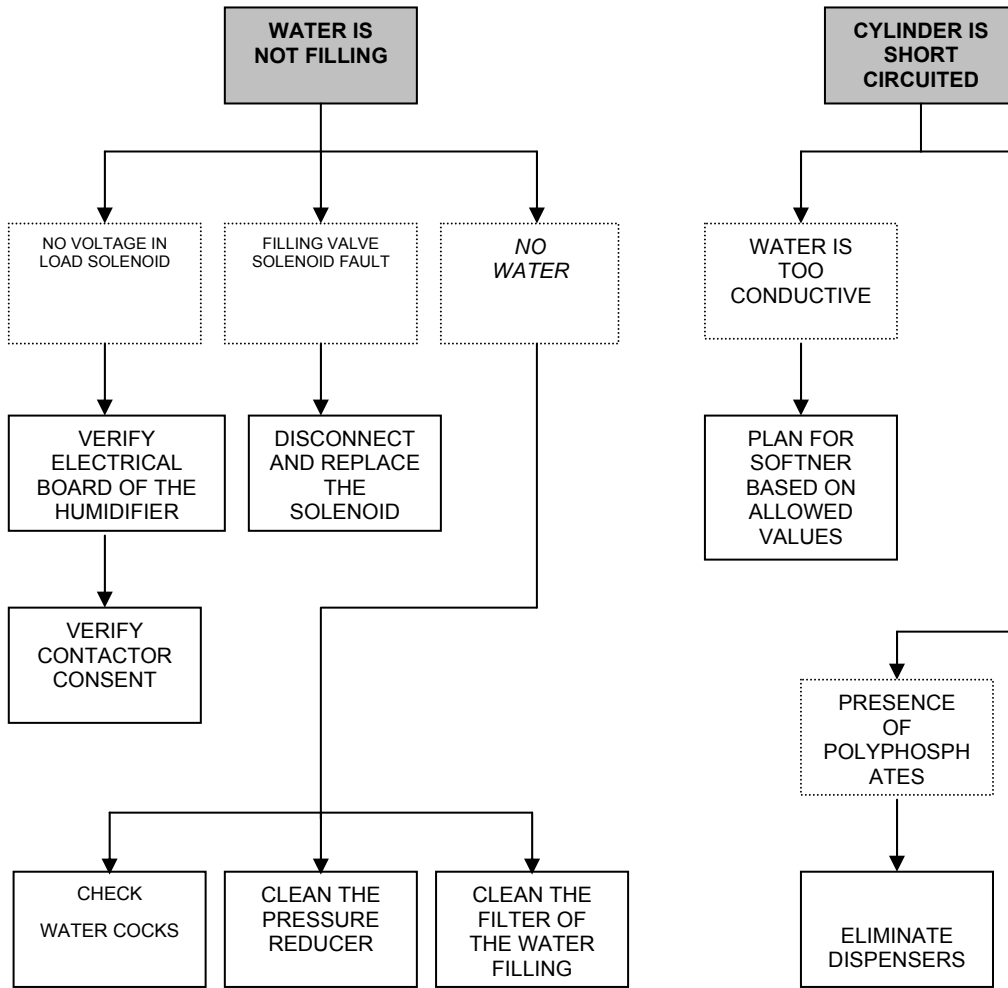 WATER IS
NOT FILLING
CYLINDER IS
SHORT
CIRCUITED
NO VOLTAGE IN
LOAD SOLENOID
FILLING VALVE
SOLENOID FAULT
NO
WATER
WATER IS
TOO
CONDUCTIVE
VERIFY
ELECTRICAL
BOARD OF THE
HUMIDIFIER
DISCONNECT
AND REPLACE
THE
SOLENOID
PLAN FOR
SOFTNER
BASED ON
ALLOWED
VALUES
VERIFY
CONTACTOR
CONSENT
PRESENCE
OF
POLYPHOSPH
ATES
CHECK
WATER COCKS
CLEAN THE
PRESSURE
REDUCER
CLEAN THE
FILTER OF
THE WATER
FILLING
ELIMINATE
DISPENSERS